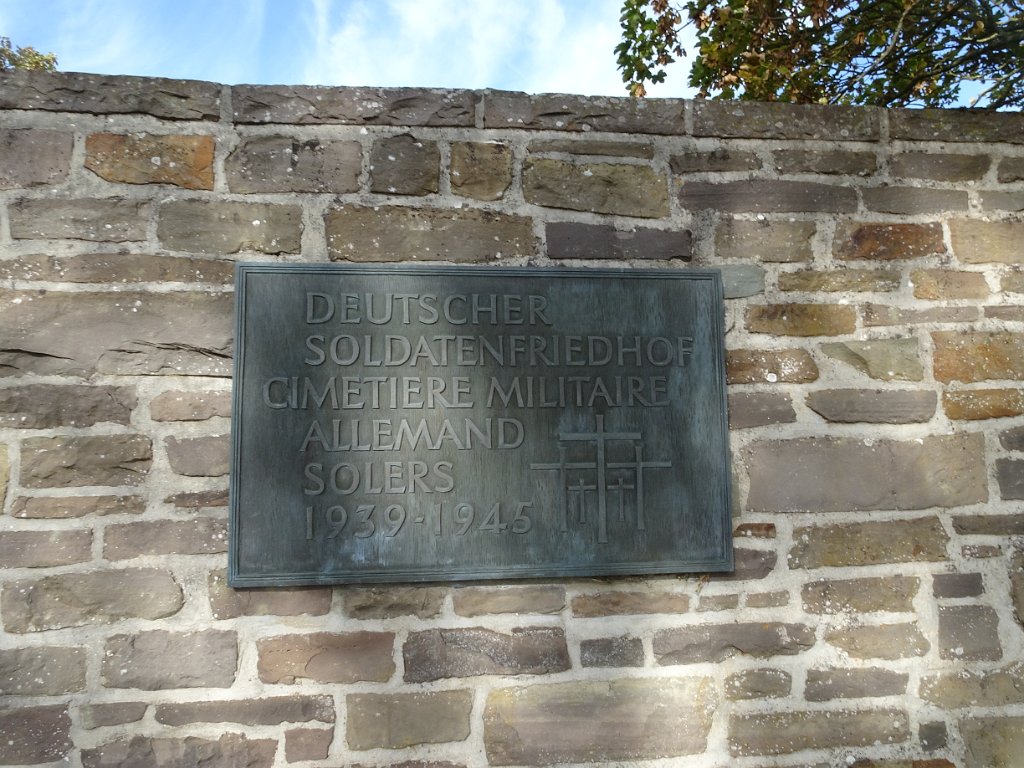 DEUTSCHER
SOLDATENFRIEDHOF
CIMETIERE MILITAIRE
ALLEMAND
SOLERS
1939-1945